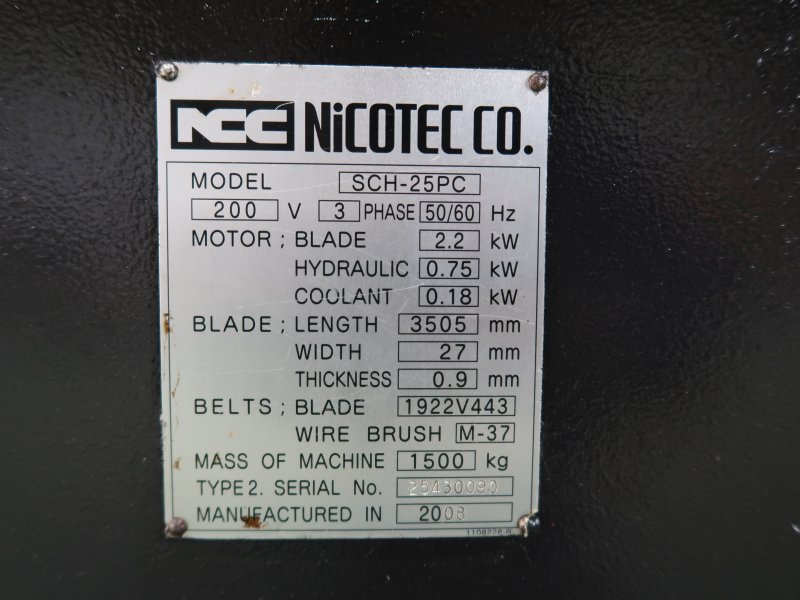 NCC NiCOTEC CO.
MODEL SCH-25PC
200 V 3 PHASE 50/60 Hz
MOTOR ; BLADE 2.2 kW
HYDRAULIC 0.75 kW
COOLANT 0.18 kW
BLADE ; LENGTH 3505 mm
WIDTH 27 mm
THICKNESS 0.9 mm
BELTS ; BLADE 1922V443
WIRE BRUSH M-37
MASS OF MACHINE 1500 kg
TYPE2. SERIAL No. 25430090
MANUFACTURED IN 2008